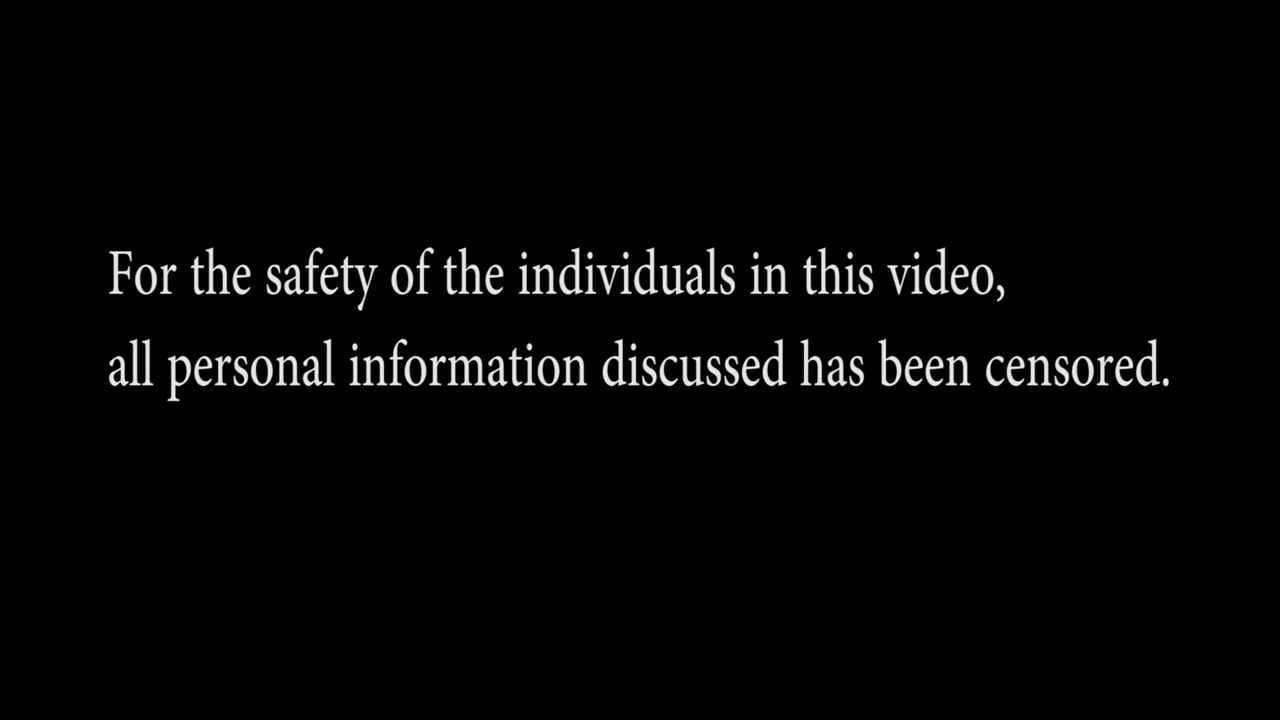 For the safety of the individuals in this video,
all personal information discussed has been censored.